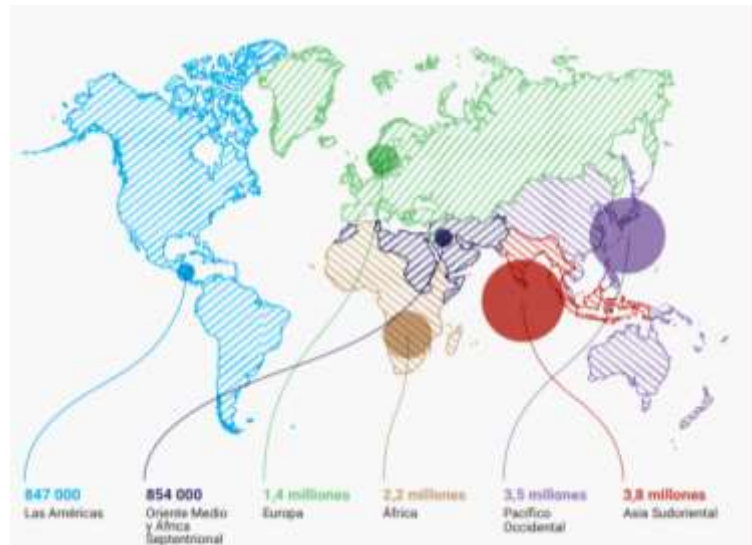 847 000
Las Américas
854 000
Oriente Medio
y África
Septentrional
1,4 millones
Europa
2,2 millones
África
3,5 millones
Pacífico
Occidental
3,8 millones
Asia Sudoriental